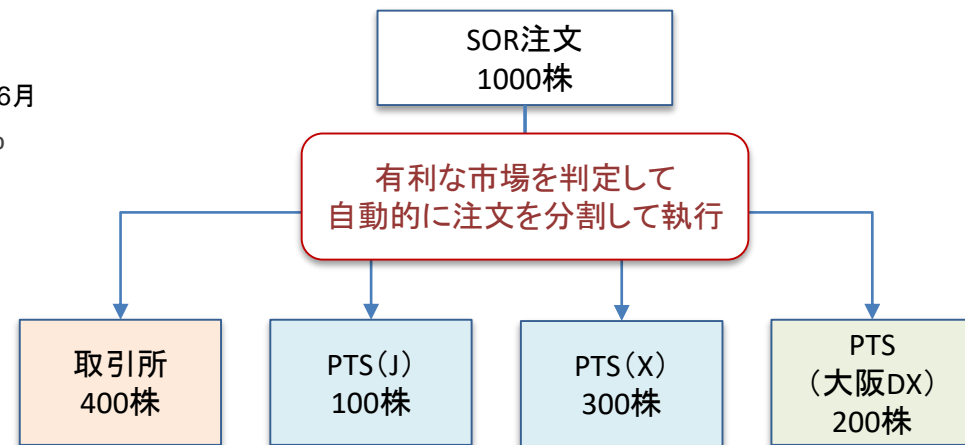 SOR注文
1000株
6月
有利な市場を判定して
自動的に注文を分割して執行
取引所
400株
PTS（J）
100株
PTS（X）
300株
PTS
（大阪DX）
200株